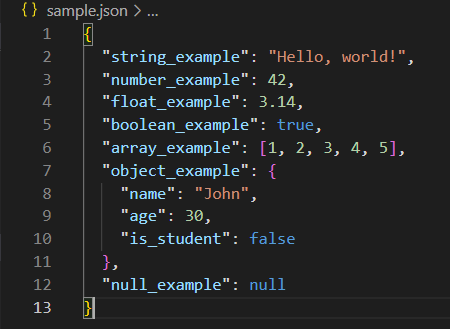 {} sample.json > ...
1 {
2   "string_example": "Hello, world!",
3   "number_example": 42,
4   "float_example": 3.14,
5   "boolean_example": true,
6   "array_example": [1, 2, 3, 4, 5],
7   "object_example": {
8     "name": "John",
9     "age": 30,
10     "is_student": false
11   },
12   "null_example": null
13 }